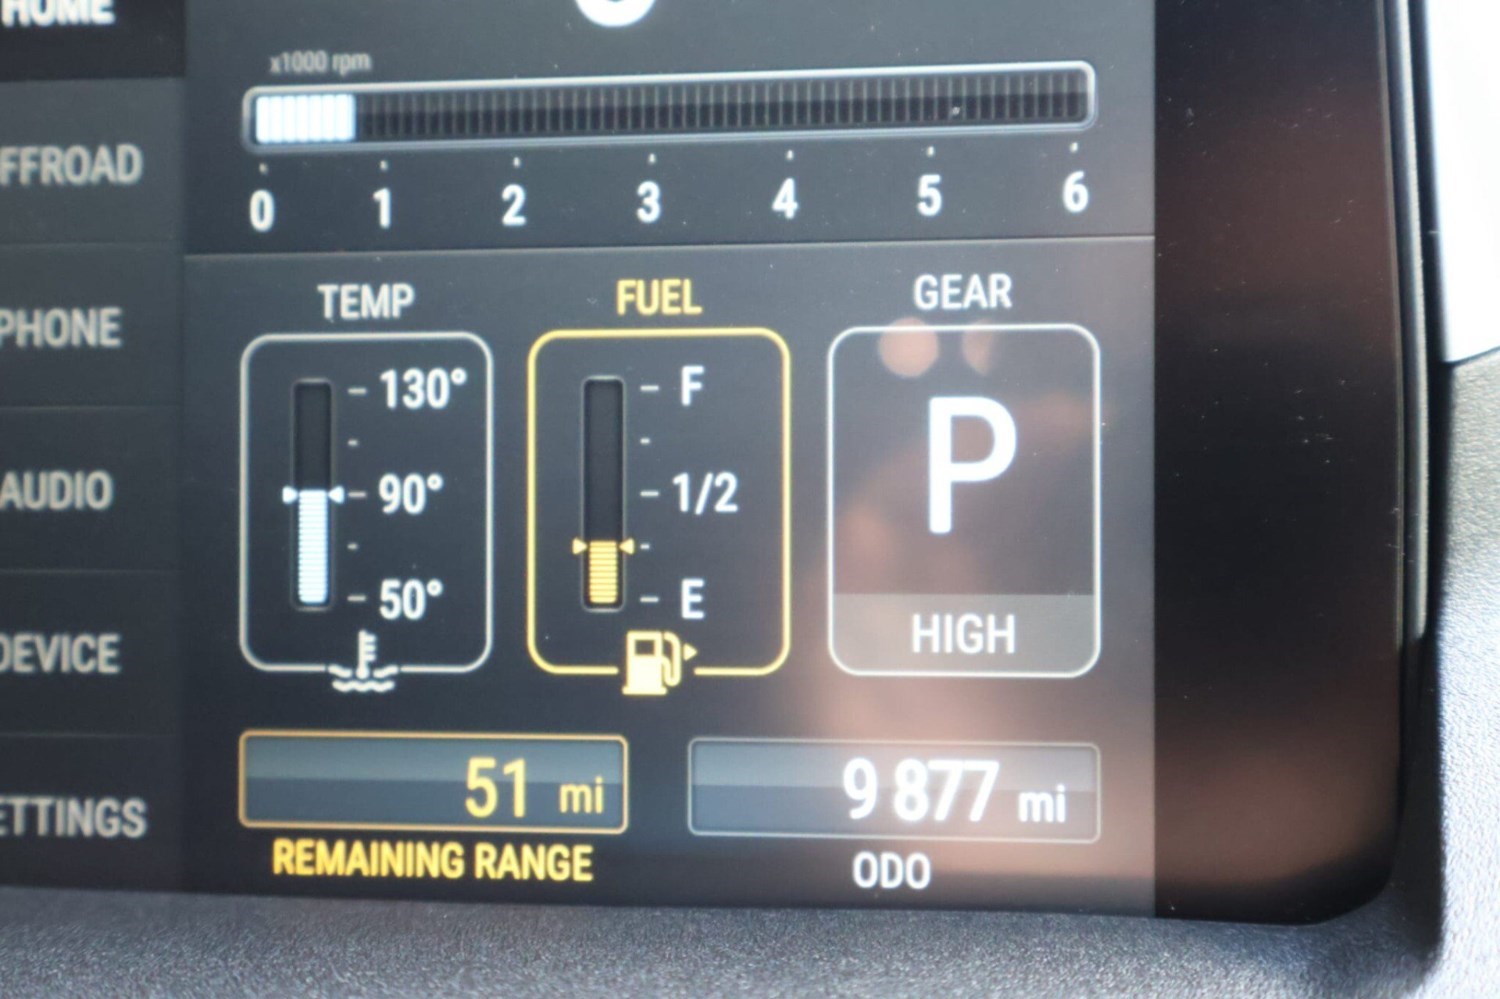 HOME
x1000 rpm
0 1 2 3 4 5 6
FFROAD
TEMP FUEL GEAR
PHONE
130° F
P
AUDIO
90° 1/2
50° E
HIGH
DEVICE
51 mi 9 877 mi
ETTINGS
REMAINING RANGE ODO